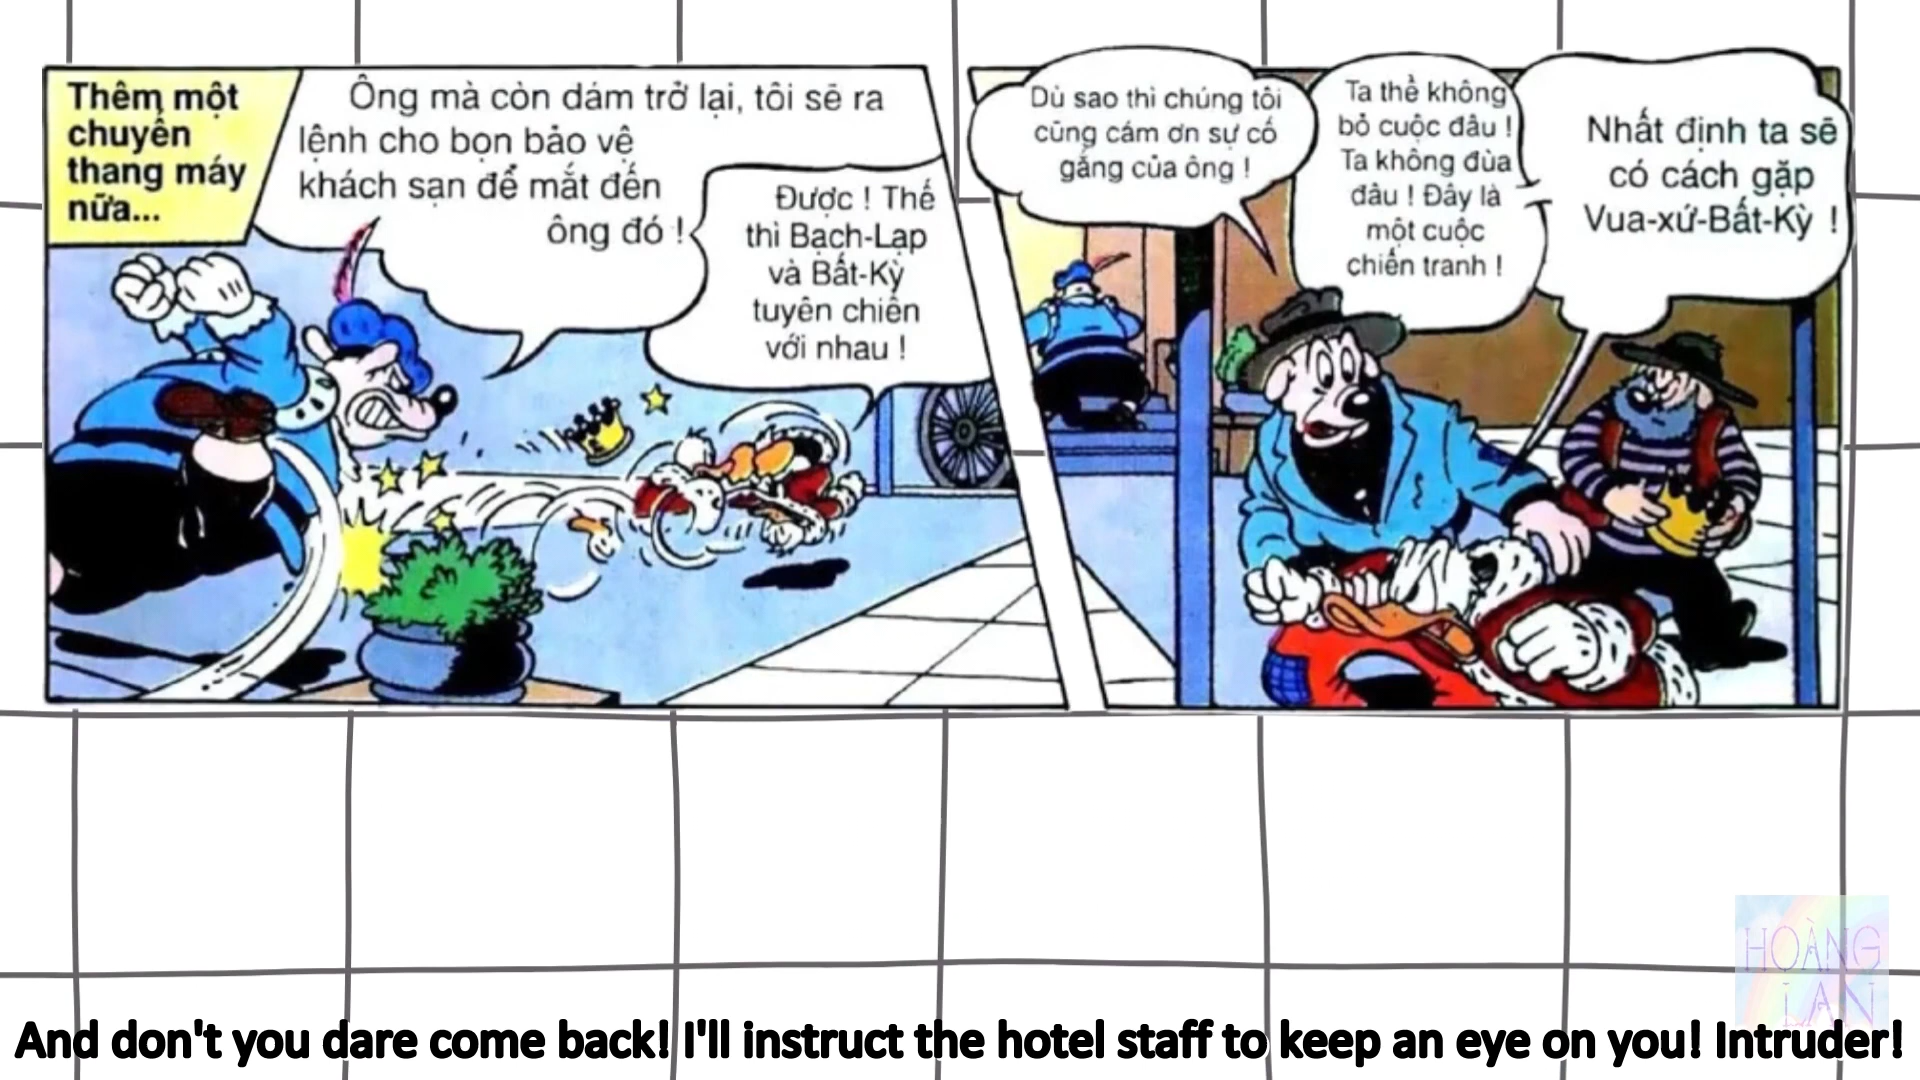 Thêm một
chuyến
thang máy
nữa...
Ông mà còn dám trở lại, tôi sẽ ra
lệnh cho bọn bảo vệ
khách sạn để mắt đến
ông đó !
Được ! Thế
thì Bạch-Lạp
và Bất-Kỳ
tuyên chiến
với nhau !
Dù sao thì chúng tôi
cũng cám ơn sự cố
gắng của ông !
Ta thề không
bỏ cuộc đâu !
Ta không đùa
đâu ! Đây là
một cuộc
chiến tranh !
Nhất định ta sẽ
có cách gặp
Vua-xứ-Bất-Kỳ !
HOÀNG
LAN
And don't you dare come back! I'll instruct the hotel staff to keep an eye on you! Intruder!